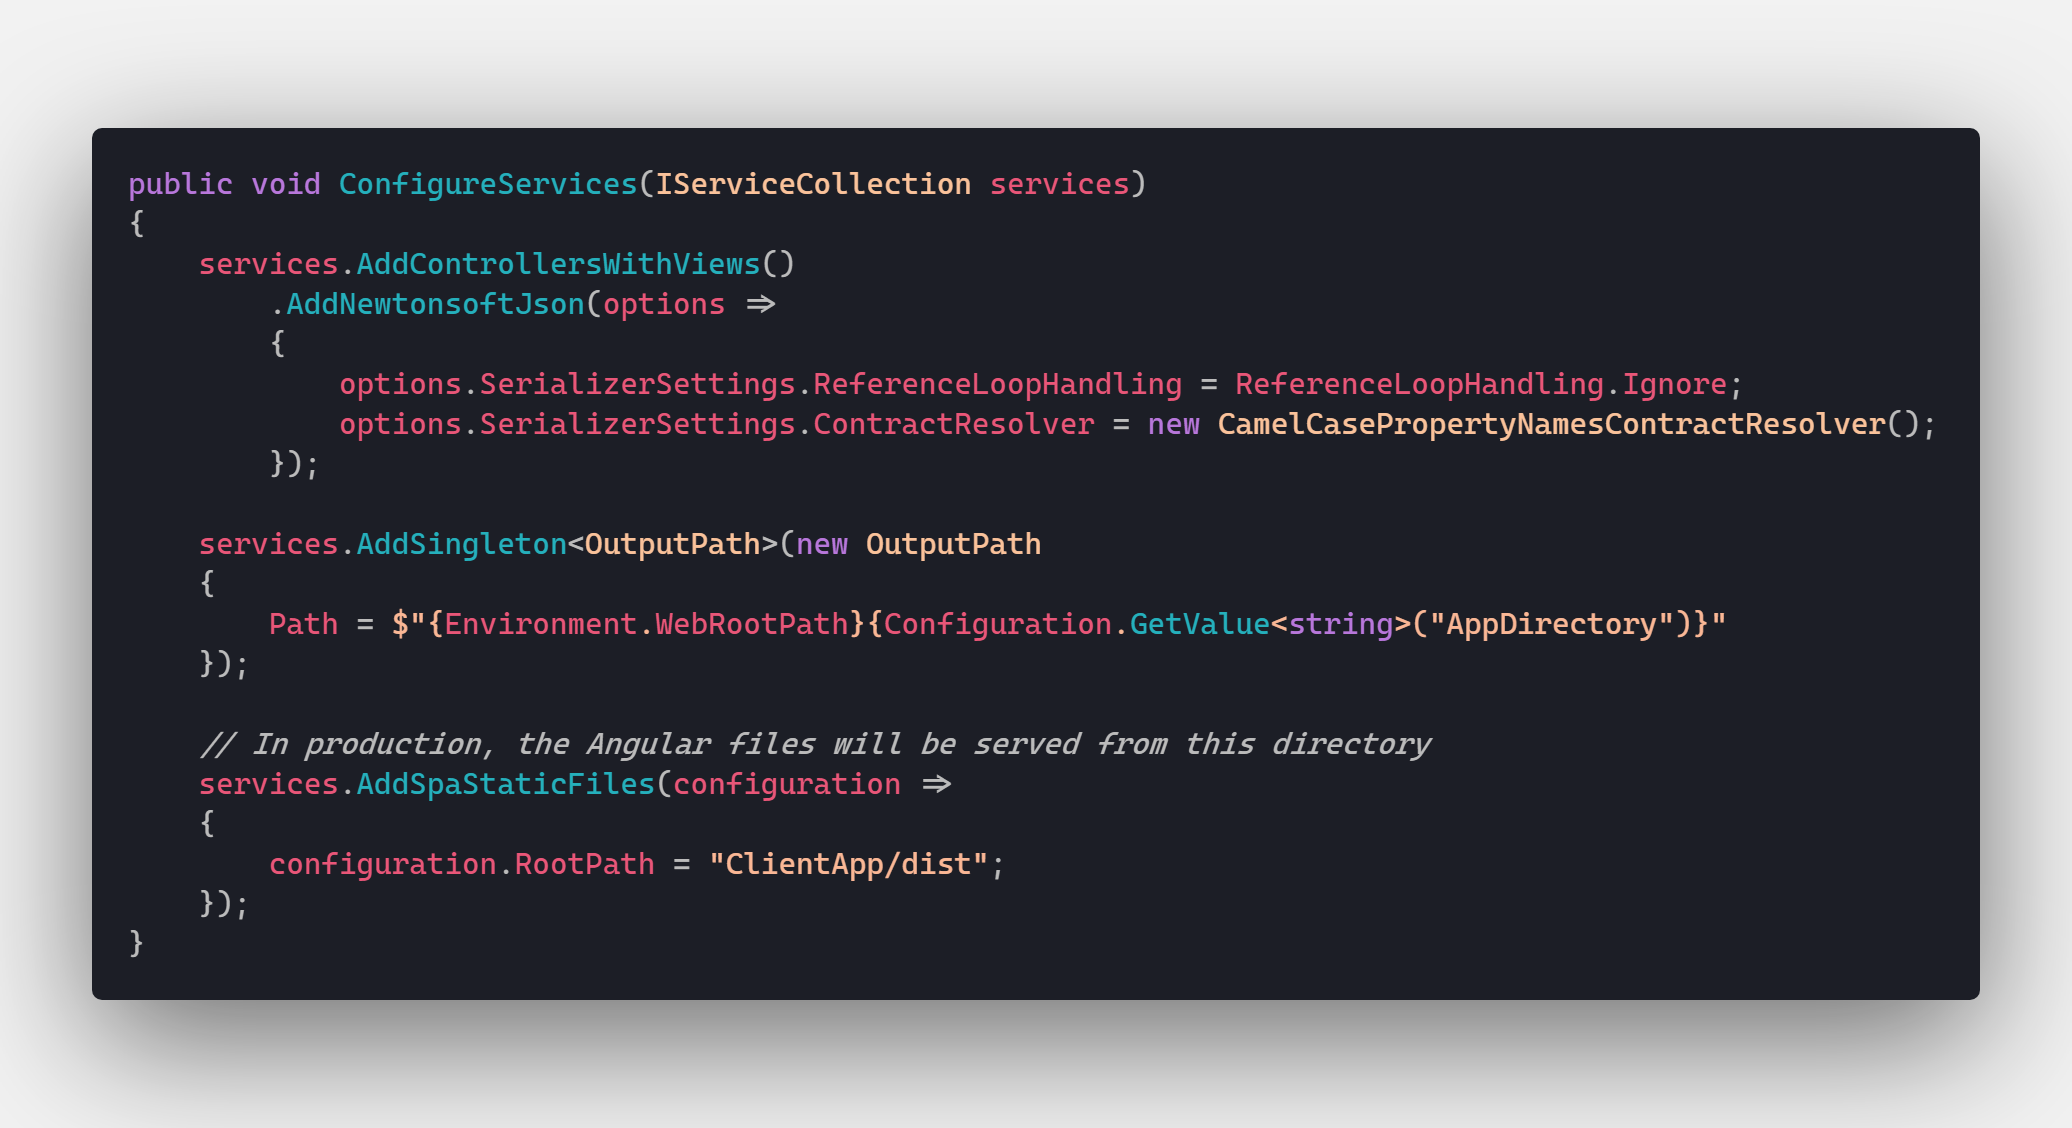 public void ConfigureServices(IServiceCollection services)
{
    services.AddControllersWithViews()
        .AddNewtonsoftJson(options =>
        {
            options.SerializerSettings.ReferenceLoopHandling = ReferenceLoopHandling.Ignore;
            options.SerializerSettings.ContractResolver = new CamelCasePropertyNamesContractResolver();
        });

    services.AddSingleton<OutputPath>(new OutputPath
    {
        Path = $"{Environment.WebRootPath}{Configuration.GetValue<string>("AppDirectory")}"
    });

    // In production, the Angular files will be served from this directory
    services.AddSpaStaticFiles(configuration =>
    {
        configuration.RootPath = "ClientApp/dist";
    });
}